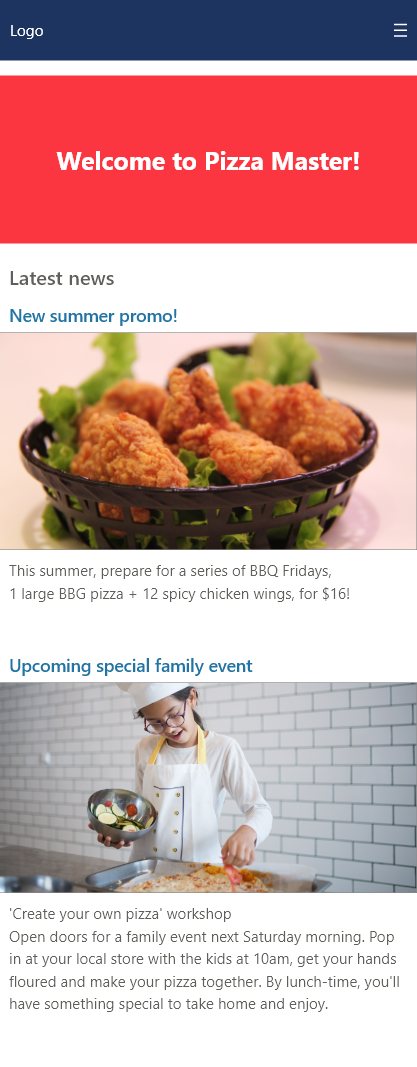 Logo
Welcome to Pizza Master!
Latest news
New summer promo!
This summer, prepare for a series of BBQ Fridays,
1 large BBG pizza + 12 spicy chicken wings, for $16!
Upcoming special family event
'Create your own pizza' workshop
Open doors for a family event next Saturday morning. Pop
in at your local store with the kids at 10am, get your hands
floured and make your pizza together. By lunch-time, you'll
have something special to take home and enjoy.